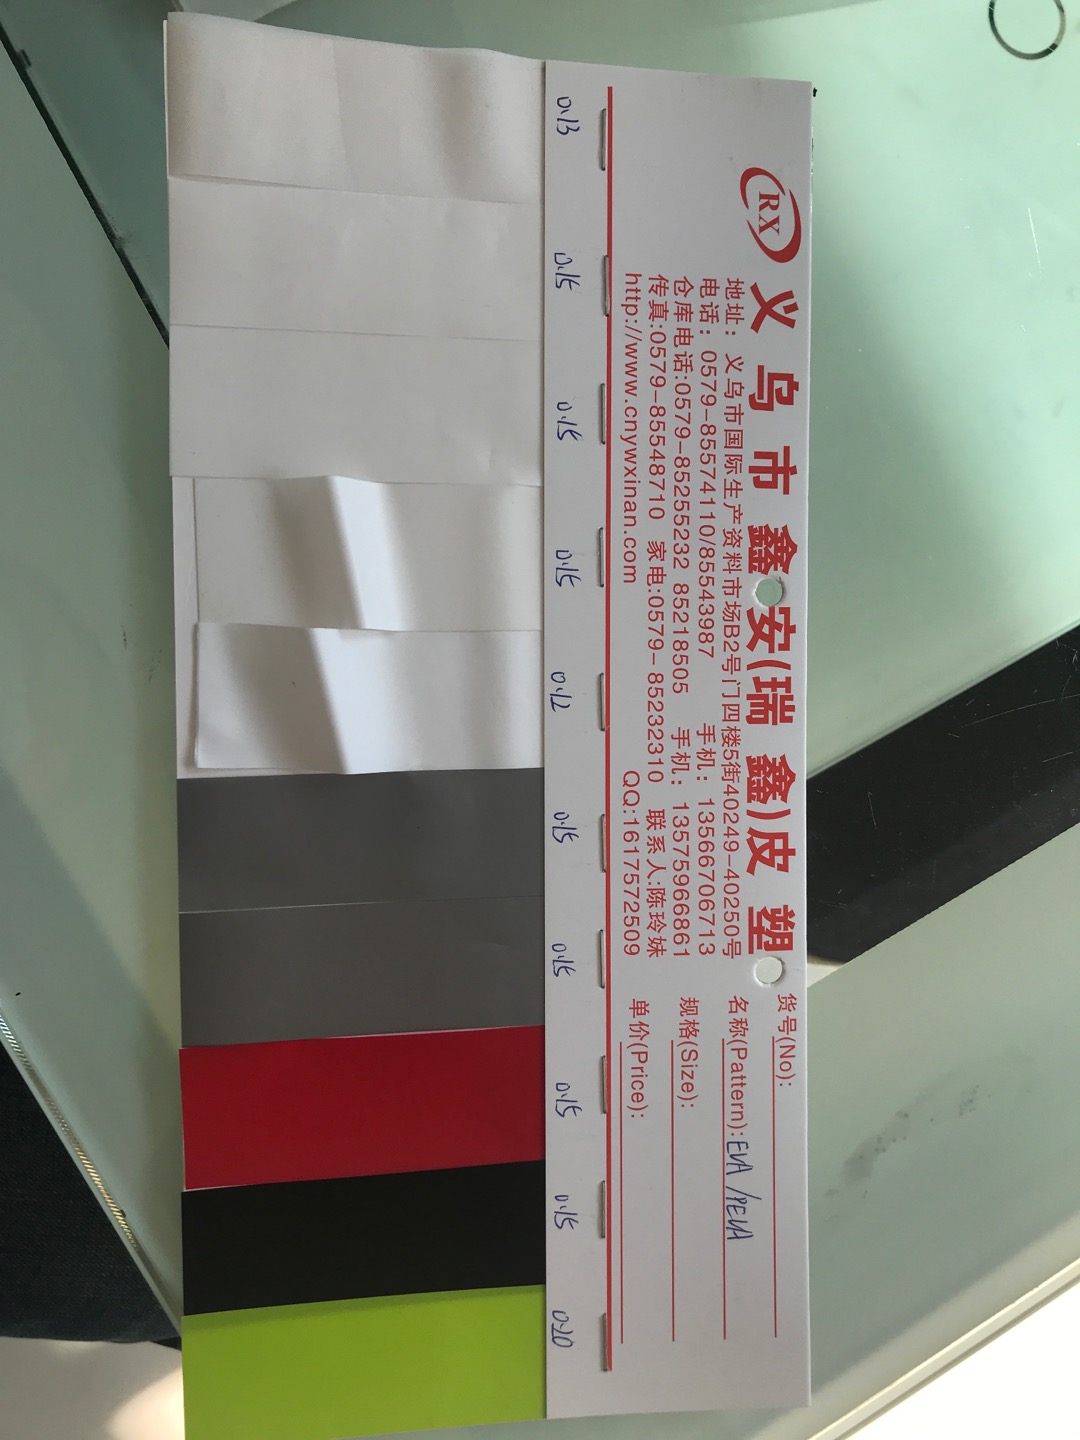 RX
义乌市鑫安(瑞鑫)皮塑
地址：义乌市国际生产资料市场B2号门四楼5街40249-40250号
电话：0579-85574110/85543987 手机：13566706713
仓库电话:0579-85255232 85218505 手机：13575966861
传真:0579-85548710 家电:0579-85232310 联系人:陈玲妹
http://www.cnywxinan.com QQ:1617572509
货号(No):
名称(Pattern):EVA/PEVA
规格(Size):
单价(Price):
0.13 0.15 0.15 0.15 0.12 0.15 0.15 0.15 0.15 0.20